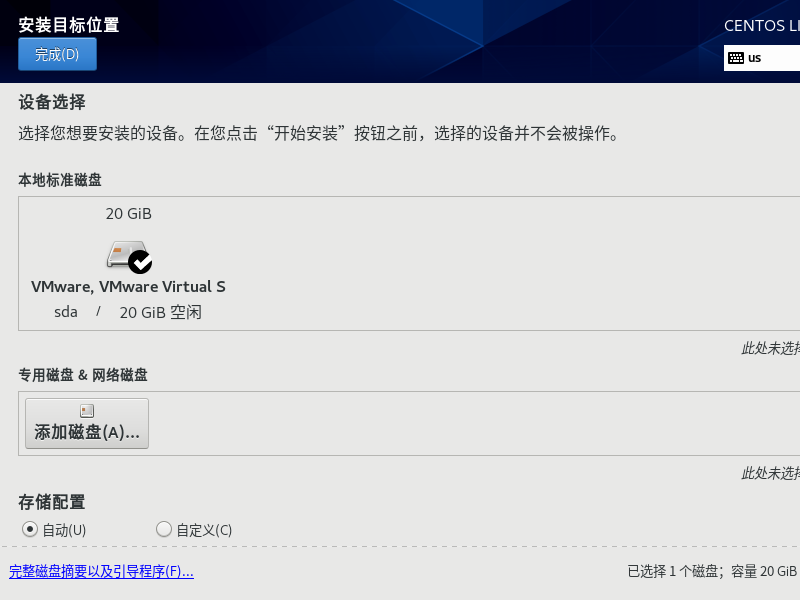 安装目标位置
CENTOS LI
完成(D)
us
设备选择
选择您想要安装的设备。在您点击“开始安装”按钮之前，选择的设备并不会被操作。
本地标准磁盘
20 GiB
VMware, VMware Virtual S
sda / 20 GiB 空闲
此处未选择
专用磁盘 & 网络磁盘
添加磁盘(A)...
此处未选择
存储配置
自动(U) 自定义(C)
完整磁盘摘要以及引导程序(F)... 已选择 1 个磁盘；容量 20 GiB